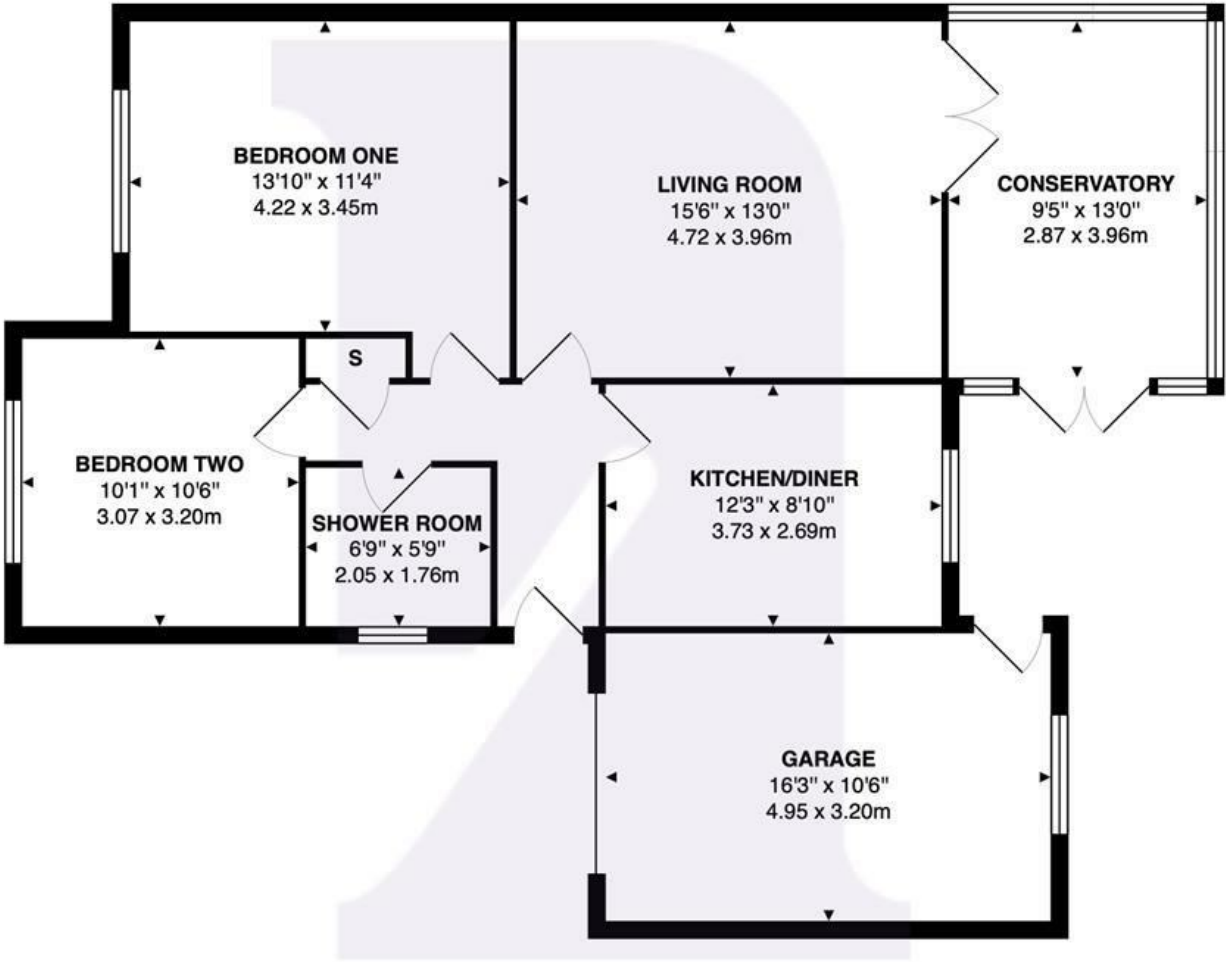 BEDROOM ONE
13'10" x 11'4"
4.22 x 3.45m
LIVING ROOM
15'6" x 13'0"
4.72 x 3.96m
CONSERVATORY
9'5" x 13'0"
2.87 x 3.96m
S
BEDROOM TWO
10'1" x 10'6"
3.07 x 3.20m
SHOWER ROOM
6'9" x 5'9"
2.05 x 1.76m
KITCHEN/DINER
12'3" x 8'10"
3.73 x 2.69m
GARAGE
16'3" x 10'6"
4.95 x 3.20m